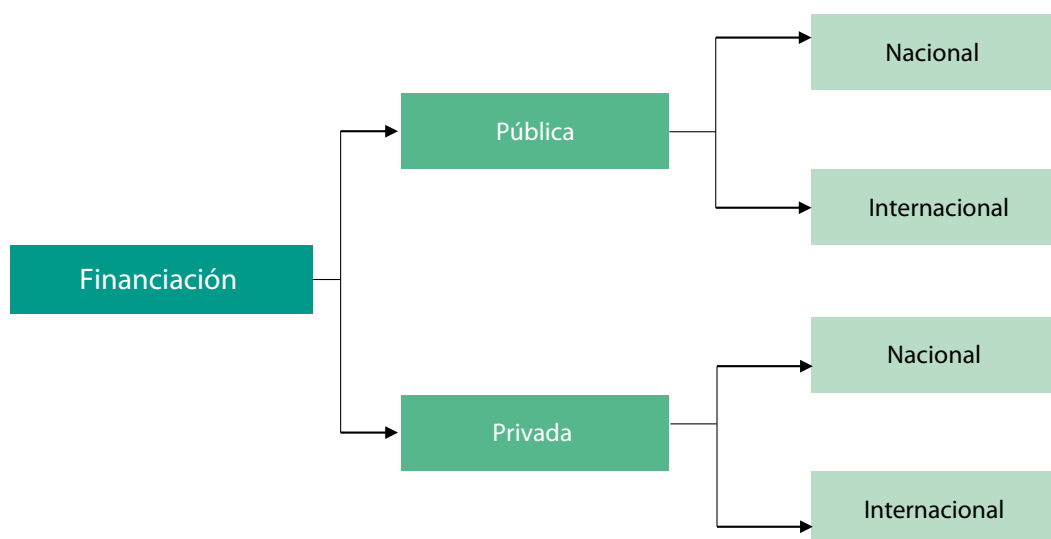 Financiación
Pública
Nacional
Internacional
Privada
Nacional
Internacional